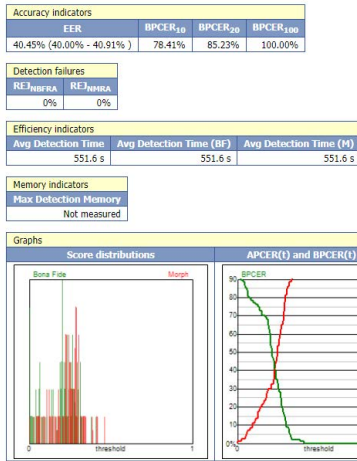 Accuracy indicators
EER BPCER10 BPCER20 BPCER100
40.45% (40.00% - 40.91% ) 78.41% 85.23% 100.00%
Detection failures
REJNBFRA REJNMRA
0% 0%
Efficiency indicators
Avg Detection Time Avg Detection Time (BF) Avg Detection Time (M)
551.6 s 551.6 s 551.6 s
Memory indicators
Max Detection Memory
Not measured
Graphs
Score distributions APCER(t) and BPCER(t)
Bona Fide Morph
0 threshold 1
90 BPCER
80
70
60
50
40
30
20
10
0%
0 threshold